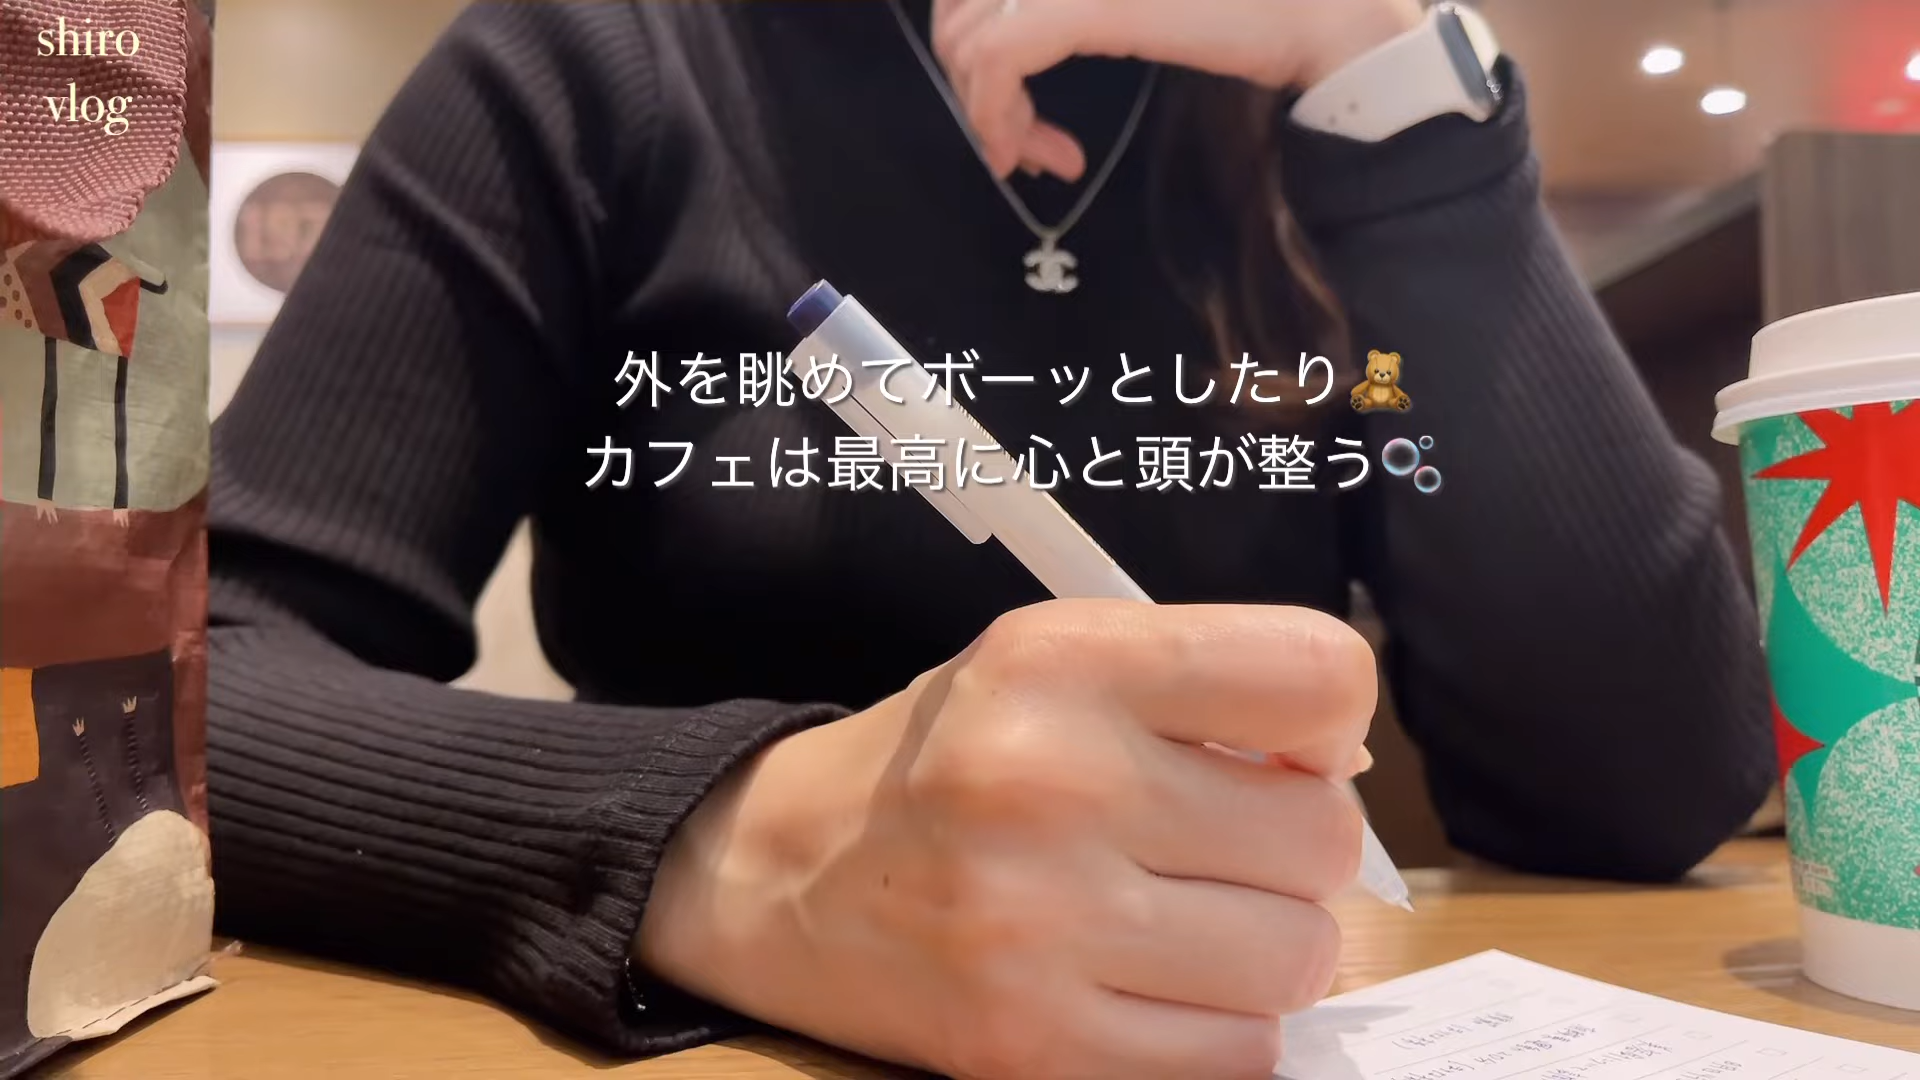 shiro
vlog
外を眺めてボーッとしたり🧸
カフェは最高に心と頭が整う🫧